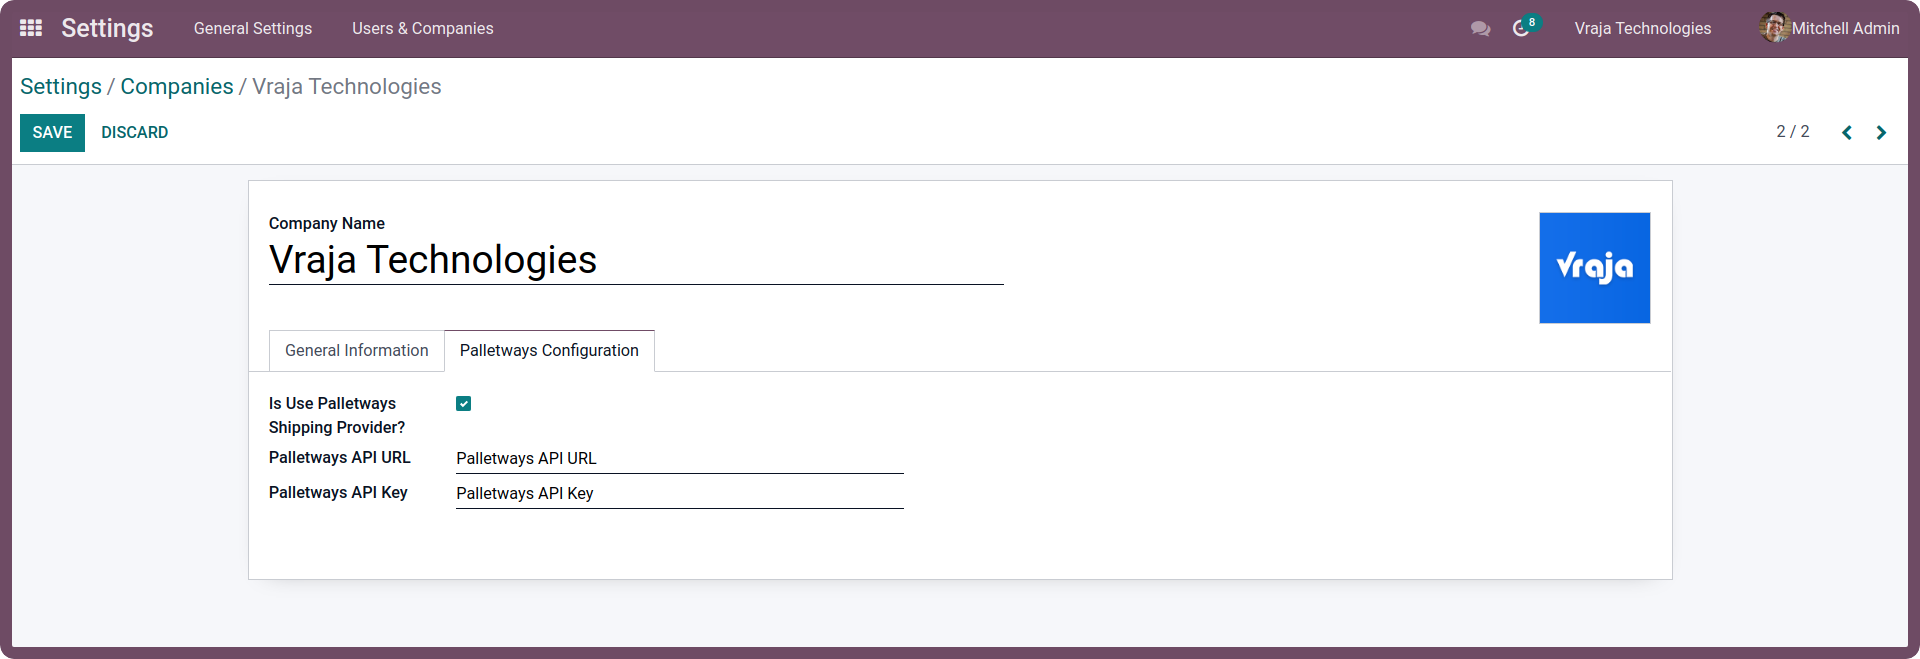 Settings General Settings Users & Companies 8 Vraja Technologies Mitchell Admin
Settings / Companies / Vraja Technologies
SAVE DISCARD 2 / 2
Company Name
Vraja Technologies
vraja
General Information Palletways Configuration
Is Use Palletways
Shipping Provider?
Palletways API URL Palletways API URL
Palletways API Key Palletways API Key